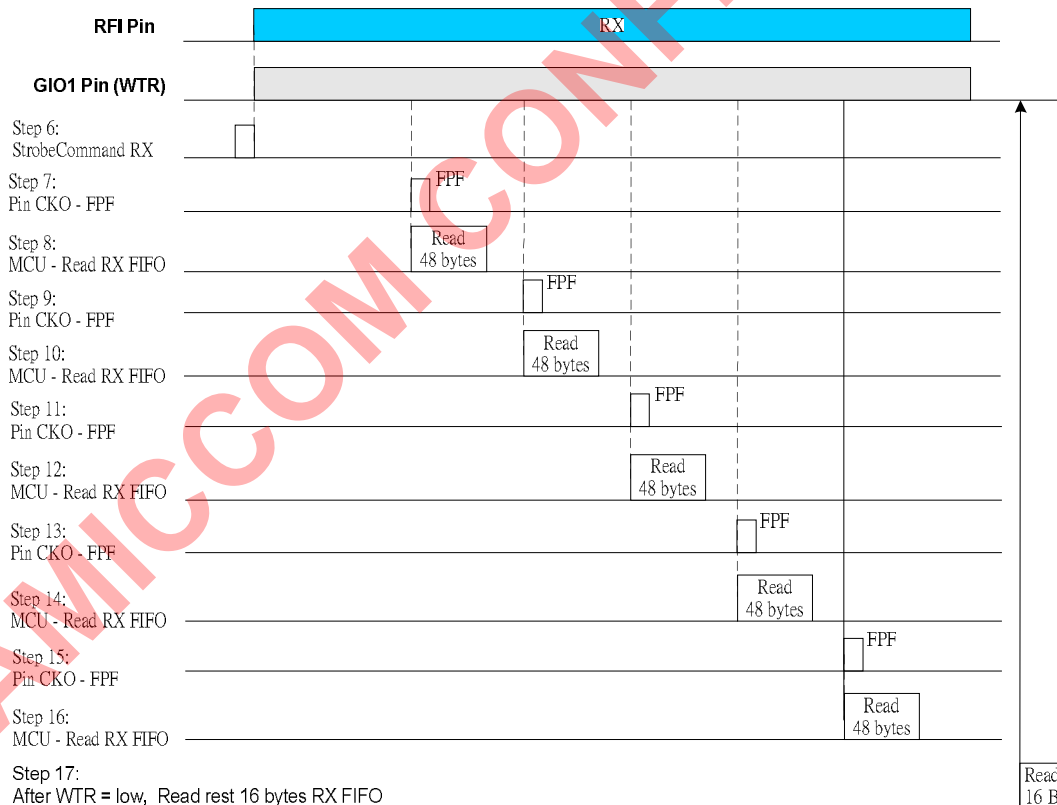 RFI Pin
RX
GIO1 Pin (WTR)
Step 6:
StrobeCommand RX
Step 7:
Pin CKO - FPF
FPF
Step 8:
MCU - Read RX FIFO
Read
48 bytes
Step 9:
Pin CKO - FPF
FPF
Step 10:
MCU - Read RX FIFO
Read
48 bytes
Step 11:
Pin CKO - FPF
FPF
Step 12:
MCU - Read RX FIFO
Read
48 bytes
Step 13:
Pin CKO - FPF
FPF
Step 14:
MCU - Read RX FIFO
Read
48 bytes
Step 15:
Pin CKO - FPF
FPF
Step 16:
MCU - Read RX FIFO
Read
48 bytes
Step 17:
After WTR = low, Read rest 16 bytes RX FIFO
Read
16 B
AMICCOM CONF